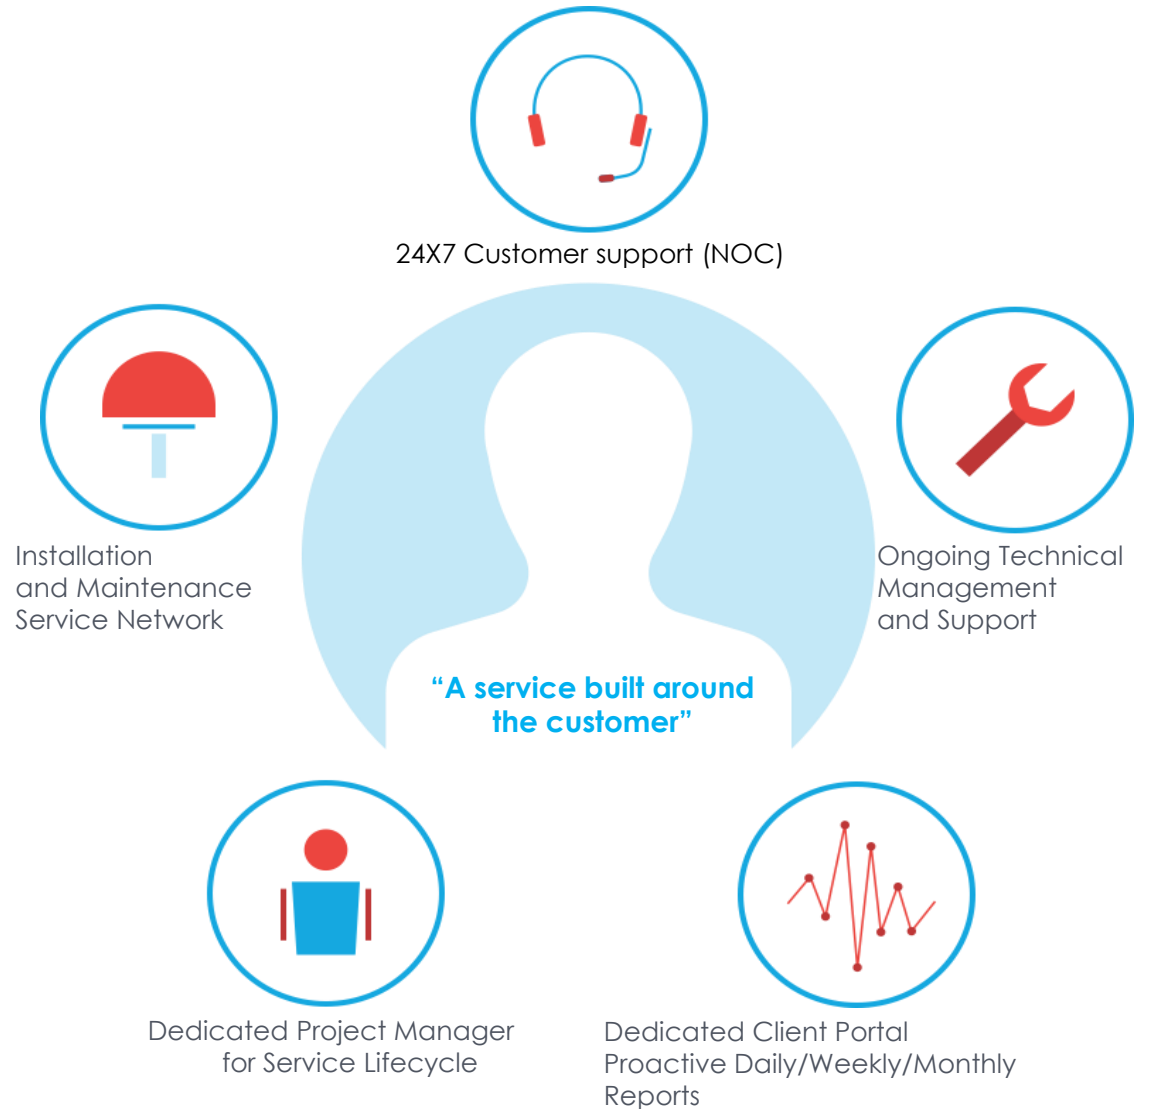 24X7 Customer support (NOC)
Installation
and Maintenance
Service Network
Ongoing Technical
Management
and Support
“A service built around
the customer”
Dedicated Project Manager
for Service Lifecycle
Dedicated Client Portal
Proactive Daily/Weekly/Monthly
Reports